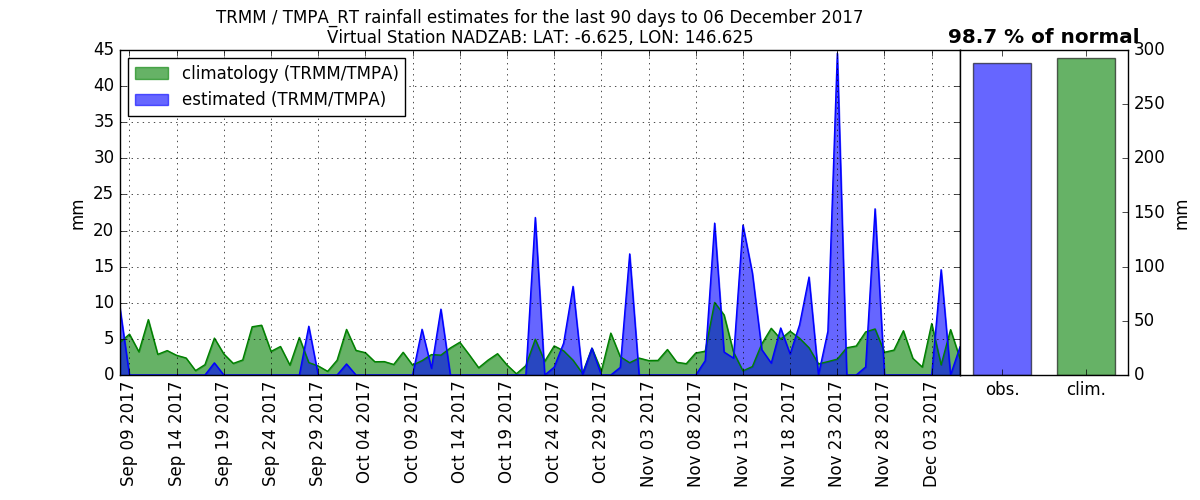 TRMM / TMPA_RT rainfall estimates for the last 90 days to 06 December 2017
Virtual Station NADZAB: LAT: -6.625, LON: 146.625
98.7 % of normal
climatology (TRMM/TMPA)
estimated (TRMM/TMPA)
45
40
35
30
25
20
15
10
5
0
mm
Sep 09 2017
Sep 14 2017
Sep 19 2017
Sep 24 2017
Sep 29 2017
Oct 04 2017
Oct 09 2017
Oct 14 2017
Oct 19 2017
Oct 24 2017
Oct 29 2017
Nov 03 2017
Nov 08 2017
Nov 13 2017
Nov 18 2017
Nov 23 2017
Nov 28 2017
Dec 03 2017
obs.
clim.
300
250
200
150
100
50
0
mm